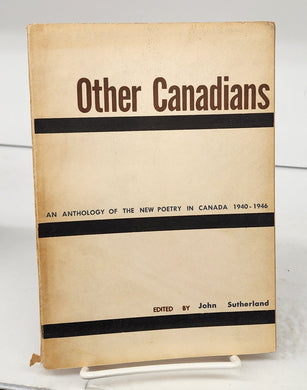 Other Canadians
AN ANTHOLOGY OF THE NEW POETRY IN CANADA 1940-1946
EDITED BY John Sutherland